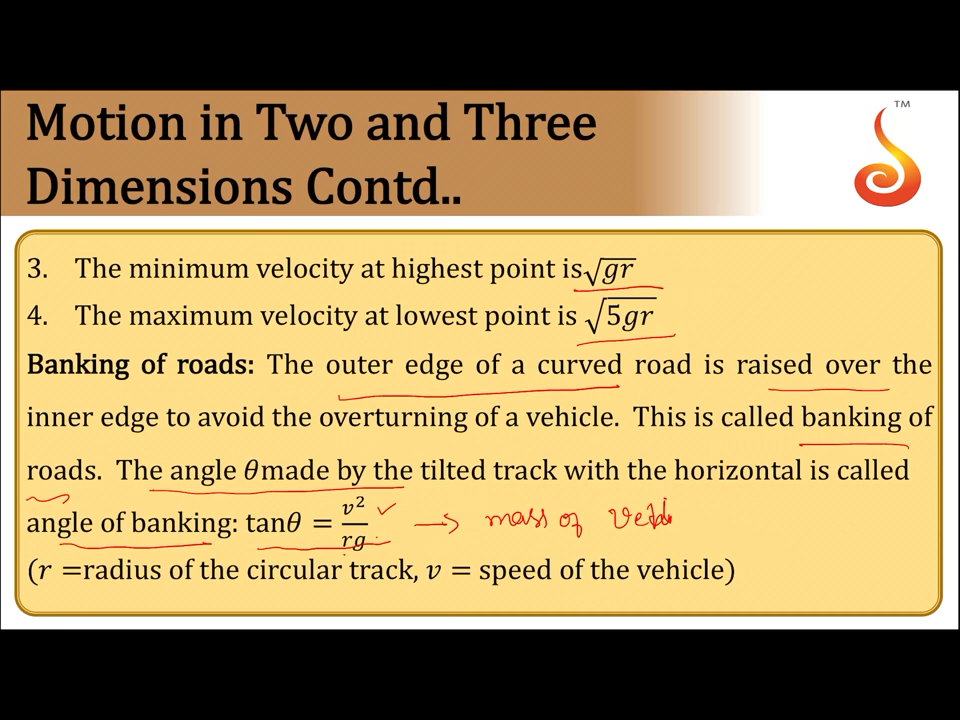 TM
Motion in Two and Three
Dimensions Contd..
3. The minimum velocity at highest point is √gr
4. The maximum velocity at lowest point is √5gr
Banking of roads: The outer edge of a curved road is raised over the
inner edge to avoid the overturning of a vehicle. This is called banking of
roads. The angle θmade by the tilted track with the horizontal is called
angle of banking: tanθ = v²/rg → mass of
(r =radius of the circular track, v = speed of the vehicle)